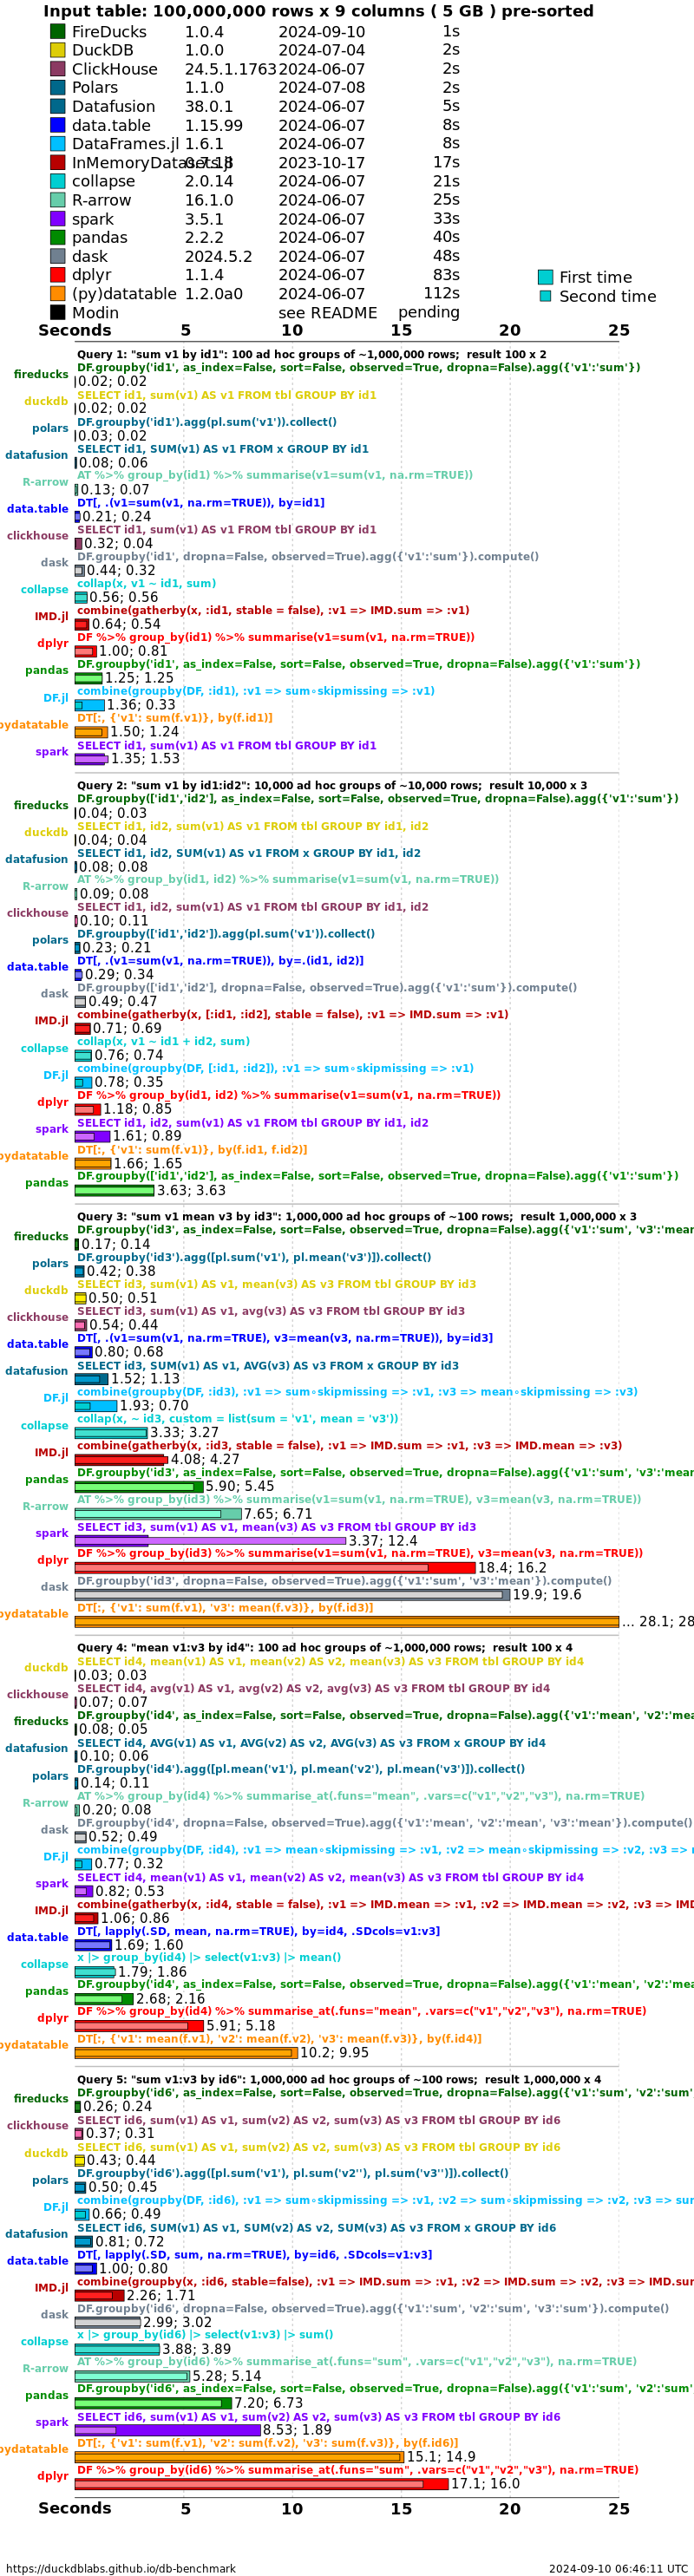 Input table: 100,000,000 rows x 9 columns ( 5 GB ) pre-sorted
FireDucks 1.0.4 2024-09-10 1s
DuckDB 1.0.0 2024-07-04 2s
ClickHouse 24.5.1.1763 2024-06-07 2s
Polars 1.1.0 2024-07-08 2s
Datafusion 38.0.1 2024-06-07 5s
data.table 1.15.99 2024-06-07 8s
DataFrames.jl 1.6.1 2024-06-07 8s
InMemoryDatasets.jl 0.7.18 2023-10-17 17s
collapse 2.0.14 2024-06-07 21s
R-arrow 16.1.0 2024-06-07 25s
spark 3.5.1 2024-06-07 33s
pandas 2.2.2 2024-06-07 40s
dask 2024.5.2 2024-06-07 48s
dplyr 1.1.4 2024-06-07 83s
(py)datatable 1.2.0a0 2024-06-07 112s
Modin see README pending
First time
Second time
Seconds 5 10 15 20 25
Query 1: "sum v1 by id1": 100 ad hoc groups of ~1,000,000 rows; result 100 x 2
DF.groupby('id1', as_index=False, sort=False, observed=True, dropna=False).agg({'v1':'sum'})
fireducks 0.02; 0.02
SELECT id1, sum(v1) AS v1 FROM tbl GROUP BY id1
duckdb 0.02; 0.02
DF.groupby('id1').agg(pl.sum('v1')).collect()
polars 0.03; 0.02
SELECT id1, SUM(v1) AS v1 FROM x GROUP BY id1
datafusion 0.08; 0.06
AT %>% group_by(id1) %>% summarise(v1=sum(v1, na.rm=TRUE))
R-arrow 0.13; 0.07
DT[, .(v1=sum(v1, na.rm=TRUE)), by=id1]
data.table 0.21; 0.24
SELECT id1, sum(v1) AS v1 FROM tbl GROUP BY id1
clickhouse 0.32; 0.04
DF.groupby('id1', dropna=False, observed=True).agg({'v1':'sum'}).compute()
dask 0.44; 0.32
collap(x, v1 ~ id1, sum)
collapse 0.56; 0.56
combine(gatherby(x, :id1, stable = false), :v1 => IMD.sum => :v1)
IMD.jl 0.64; 0.54
DF %>% group_by(id1) %>% summarise(v1=sum(v1, na.rm=TRUE))
dplyr 1.00; 0.81
DF.groupby('id1', as_index=False, sort=False, observed=True, dropna=False).agg({'v1':'sum'})
pandas 1.25; 1.25
combine(groupby(DF, :id1), :v1 => sum∘skipmissing => :v1)
DF.jl 1.36; 0.33
DT[:, {'v1': sum(f.v1)}, by(f.id1)]
pydatatable 1.50; 1.24
SELECT id1, sum(v1) AS v1 FROM tbl GROUP BY id1
spark 1.35; 1.53
Query 2: "sum v1 by id1:id2": 10,000 ad hoc groups of ~10,000 rows; result 10,000 x 3
DF.groupby(['id1','id2'], as_index=False, sort=False, observed=True, dropna=False).agg({'v1':'sum'})
fireducks 0.04; 0.03
SELECT id1, id2, sum(v1) AS v1 FROM tbl GROUP BY id1, id2
duckdb 0.04; 0.04
SELECT id1, id2, SUM(v1) AS v1 FROM x GROUP BY id1, id2
datafusion 0.08; 0.08
AT %>% group_by(id1, id2) %>% summarise(v1=sum(v1, na.rm=TRUE))
R-arrow 0.09; 0.08
SELECT id1, id2, sum(v1) AS v1 FROM tbl GROUP BY id1, id2
clickhouse 0.10; 0.11
DF.groupby(['id1','id2']).agg(pl.sum('v1')).collect()
polars 0.23; 0.21
DT[, .(v1=sum(v1, na.rm=TRUE)), by=.(id1, id2)]
data.table 0.29; 0.34
DF.groupby(['id1','id2'], dropna=False, observed=True).agg({'v1':'sum'}).compute()
dask 0.49; 0.47
combine(gatherby(x, [:id1, :id2], stable = false), :v1 => IMD.sum => :v1)
IMD.jl 0.71; 0.69
collap(x, v1 ~ id1 + id2, sum)
collapse 0.76; 0.74
combine(groupby(DF, [:id1, :id2]), :v1 => sum∘skipmissing => :v1)
DF.jl 0.78; 0.35
DF %>% group_by(id1, id2) %>% summarise(v1=sum(v1, na.rm=TRUE))
dplyr 1.18; 0.85
SELECT id1, id2, sum(v1) AS v1 FROM tbl GROUP BY id1, id2
spark 1.61; 0.89
DT[:, {'v1': sum(f.v1)}, by(f.id1, f.id2)]
pydatatable 1.66; 1.65
DF.groupby(['id1','id2'], as_index=False, sort=False, observed=True, dropna=False).agg({'v1':'sum'})
pandas 3.63; 3.63
Query 3: "sum v1 mean v3 by id3": 1,000,000 ad hoc groups of ~100 rows; result 1,000,000 x 3
DF.groupby('id3', as_index=False, sort=False, observed=True, dropna=False).agg({'v1':'sum', 'v3':'mean
fireducks 0.17; 0.14
DF.groupby('id3').agg([pl.sum('v1'), pl.mean('v3')]).collect()
polars 0.42; 0.38
SELECT id3, sum(v1) AS v1, mean(v3) AS v3 FROM tbl GROUP BY id3
duckdb 0.50; 0.51
SELECT id3, sum(v1) AS v1, avg(v3) AS v3 FROM tbl GROUP BY id3
clickhouse 0.54; 0.44
DT[, .(v1=sum(v1, na.rm=TRUE), v3=mean(v3, na.rm=TRUE)), by=id3]
data.table 0.80; 0.68
SELECT id3, SUM(v1) AS v1, AVG(v3) AS v3 FROM x GROUP BY id3
datafusion 1.52; 1.13
combine(groupby(DF, :id3), :v1 => sum∘skipmissing => :v1, :v3 => mean∘skipmissing => :v3)
DF.jl 1.93; 0.70
collap(x, ~ id3, custom = list(sum = 'v1', mean = 'v3'))
collapse 3.33; 3.27
combine(gatherby(x, :id3, stable = false), :v1 => IMD.sum => :v1, :v3 => IMD.mean => :v3)
IMD.jl 4.08; 4.27
DF.groupby('id3', as_index=False, sort=False, observed=True, dropna=False).agg({'v1':'sum', 'v3':'mean
pandas 5.90; 5.45
AT %>% group_by(id3) %>% summarise(v1=sum(v1, na.rm=TRUE), v3=mean(v3, na.rm=TRUE))
R-arrow 7.65; 6.71
SELECT id3, sum(v1) AS v1, mean(v3) AS v3 FROM tbl GROUP BY id3
spark 3.37; 12.4
DF %>% group_by(id3) %>% summarise(v1=sum(v1, na.rm=TRUE), v3=mean(v3, na.rm=TRUE))
dplyr 18.4; 16.2
DF.groupby('id3', dropna=False, observed=True).agg({'v1':'sum', 'v3':'mean'}).compute()
dask 19.9; 19.6
DT[:, {'v1': sum(f.v1), 'v3': mean(f.v3)}, by(f.id3)]
pydatatable ... 28.1; 28
Query 4: "mean v1:v3 by id4": 100 ad hoc groups of ~1,000,000 rows; result 100 x 4
SELECT id4, mean(v1) AS v1, mean(v2) AS v2, mean(v3) AS v3 FROM tbl GROUP BY id4
duckdb 0.03; 0.03
SELECT id4, avg(v1) AS v1, avg(v2) AS v2, avg(v3) AS v3 FROM tbl GROUP BY id4
clickhouse 0.07; 0.07
DF.groupby('id4', as_index=False, sort=False, observed=True, dropna=False).agg({'v1':'mean', 'v2':'mea
fireducks 0.08; 0.05
SELECT id4, AVG(v1) AS v1, AVG(v2) AS v2, AVG(v3) AS v3 FROM x GROUP BY id4
datafusion 0.10; 0.06
DF.groupby('id4').agg([pl.mean('v1'), pl.mean('v2'), pl.mean('v3')]).collect()
polars 0.14; 0.11
AT %>% group_by(id4) %>% summarise_at(.funs="mean", .vars=c("v1","v2","v3"), na.rm=TRUE)
R-arrow 0.20; 0.08
DF.groupby('id4', dropna=False, observed=True).agg({'v1':'mean', 'v2':'mean', 'v3':'mean'}).compute()
dask 0.52; 0.49
combine(groupby(DF, :id4), :v1 => mean∘skipmissing => :v1, :v2 => mean∘skipmissing => :v2, :v3 => 
DF.jl 0.77; 0.32
SELECT id4, mean(v1) AS v1, mean(v2) AS v2, mean(v3) AS v3 FROM tbl GROUP BY id4
spark 0.82; 0.53
combine(gatherby(x, :id4, stable = false), :v1 => IMD.mean => :v1, :v2 => IMD.mean => :v2, :v3 => IMD
IMD.jl 1.06; 0.86
DT[, lapply(.SD, mean, na.rm=TRUE), by=id4, .SDcols=v1:v3]
data.table 1.69; 1.60
x |> group_by(id4) |> select(v1:v3) |> mean()
collapse 1.79; 1.86
DF.groupby('id4', as_index=False, sort=False, observed=True, dropna=False).agg({'v1':'mean', 'v2':'mea
pandas 2.68; 2.16
DF %>% group_by(id4) %>% summarise_at(.funs="mean", .vars=c("v1","v2","v3"), na.rm=TRUE)
dplyr 5.91; 5.18
DT[:, {'v1': mean(f.v1), 'v2': mean(f.v2), 'v3': mean(f.v3)}, by(f.id4)]
pydatatable 10.2; 9.95
Query 5: "sum v1:v3 by id6": 1,000,000 ad hoc groups of ~100 rows; result 1,000,000 x 4
DF.groupby('id6', as_index=False, sort=False, observed=True, dropna=False).agg({'v1':'sum', 'v2':'sum'
fireducks 0.26; 0.24
SELECT id6, sum(v1) AS v1, sum(v2) AS v2, sum(v3) AS v3 FROM tbl GROUP BY id6
clickhouse 0.37; 0.31
SELECT id6, sum(v1) AS v1, sum(v2) AS v2, sum(v3) AS v3 FROM tbl GROUP BY id6
duckdb 0.43; 0.44
DF.groupby('id6').agg([pl.sum('v1'), pl.sum('v2''), pl.sum('v3'')]).collect()
polars 0.50; 0.45
combine(groupby(DF, :id6), :v1 => sum∘skipmissing => :v1, :v2 => sum∘skipmissing => :v2, :v3 => sur
DF.jl 0.66; 0.49
SELECT id6, SUM(v1) AS v1, SUM(v2) AS v2, SUM(v3) AS v3 FROM x GROUP BY id6
datafusion 0.81; 0.72
DT[, lapply(.SD, sum, na.rm=TRUE), by=id6, .SDcols=v1:v3]
data.table 1.00; 0.80
combine(groupby(x, :id6, stable=false), :v1 => IMD.sum => :v1, :v2 => IMD.sum => :v2, :v3 => IMD.sum
IMD.jl 2.26; 1.71
DF.groupby('id6', dropna=False, observed=True).agg({'v1':'sum', 'v2':'sum', 'v3':'sum'}).compute()
dask 2.99; 3.02
x |> group_by(id6) |> select(v1:v3) |> sum()
collapse 3.88; 3.89
AT %>% group_by(id6) %>% summarise_at(.funs="sum", .vars=c("v1","v2","v3"), na.rm=TRUE)
R-arrow 5.28; 5.14
DF.groupby('id6', as_index=False, sort=False, observed=True, dropna=False).agg({'v1':'sum', 'v2':'sum'
pandas 7.20; 6.73
SELECT id6, sum(v1) AS v1, sum(v2) AS v2, sum(v3) AS v3 FROM tbl GROUP BY id6
spark 8.53; 1.89
DT[:, {'v1': sum(f.v1), 'v2': sum(f.v2), 'v3': sum(f.v3)}, by(f.id6)]
pydatatable 15.1; 14.9
DF %>% group_by(id6) %>% summarise_at(.funs="sum", .vars=c("v1","v2","v3"), na.rm=TRUE)
dplyr 17.1; 16.0
Seconds 5 10 15 20 25
https://duckdblabs.github.io/db-benchmark 2024-09-10 06:46:11 UTC